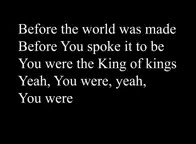 Before the world was made
Before You spoke it to be
You were the King of kings
Yeah, You were, yeah,
You were